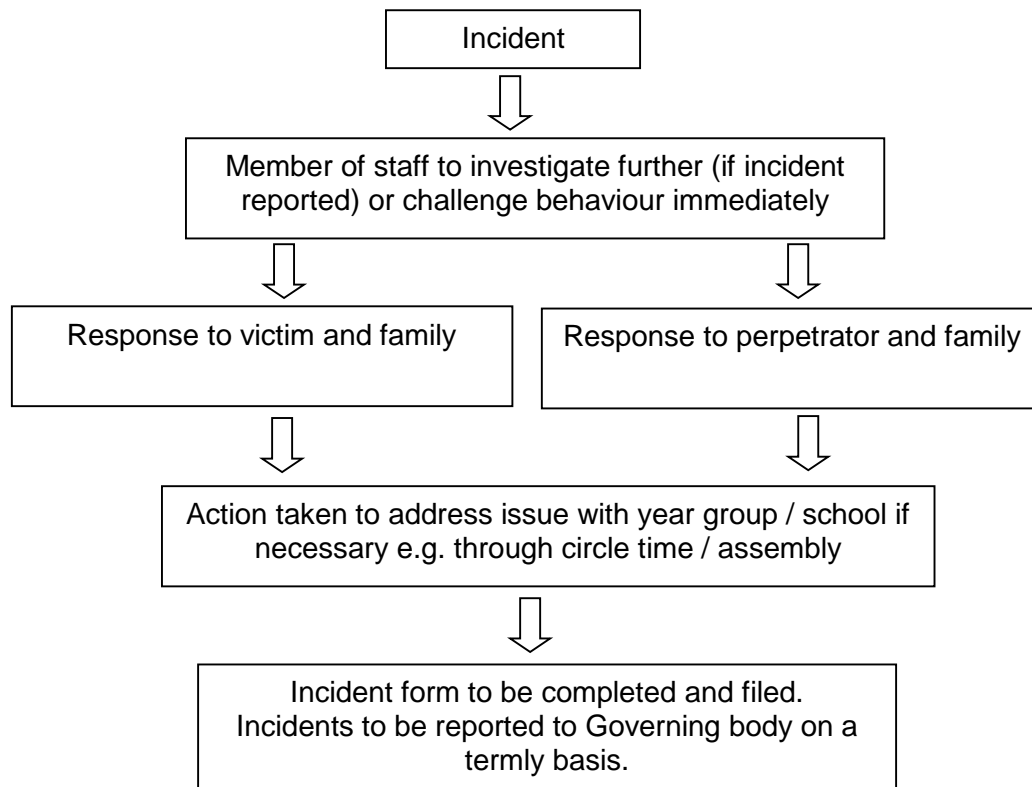 Incident
Member of staff to investigate further (if incident
reported) or challenge behaviour immediately
Response to victim and family
Response to perpetrator and family
Action taken to address issue with year group / school if
necessary e.g. through circle time / assembly
Incident form to be completed and filed.
Incidents to be reported to Governing body on a
termly basis.